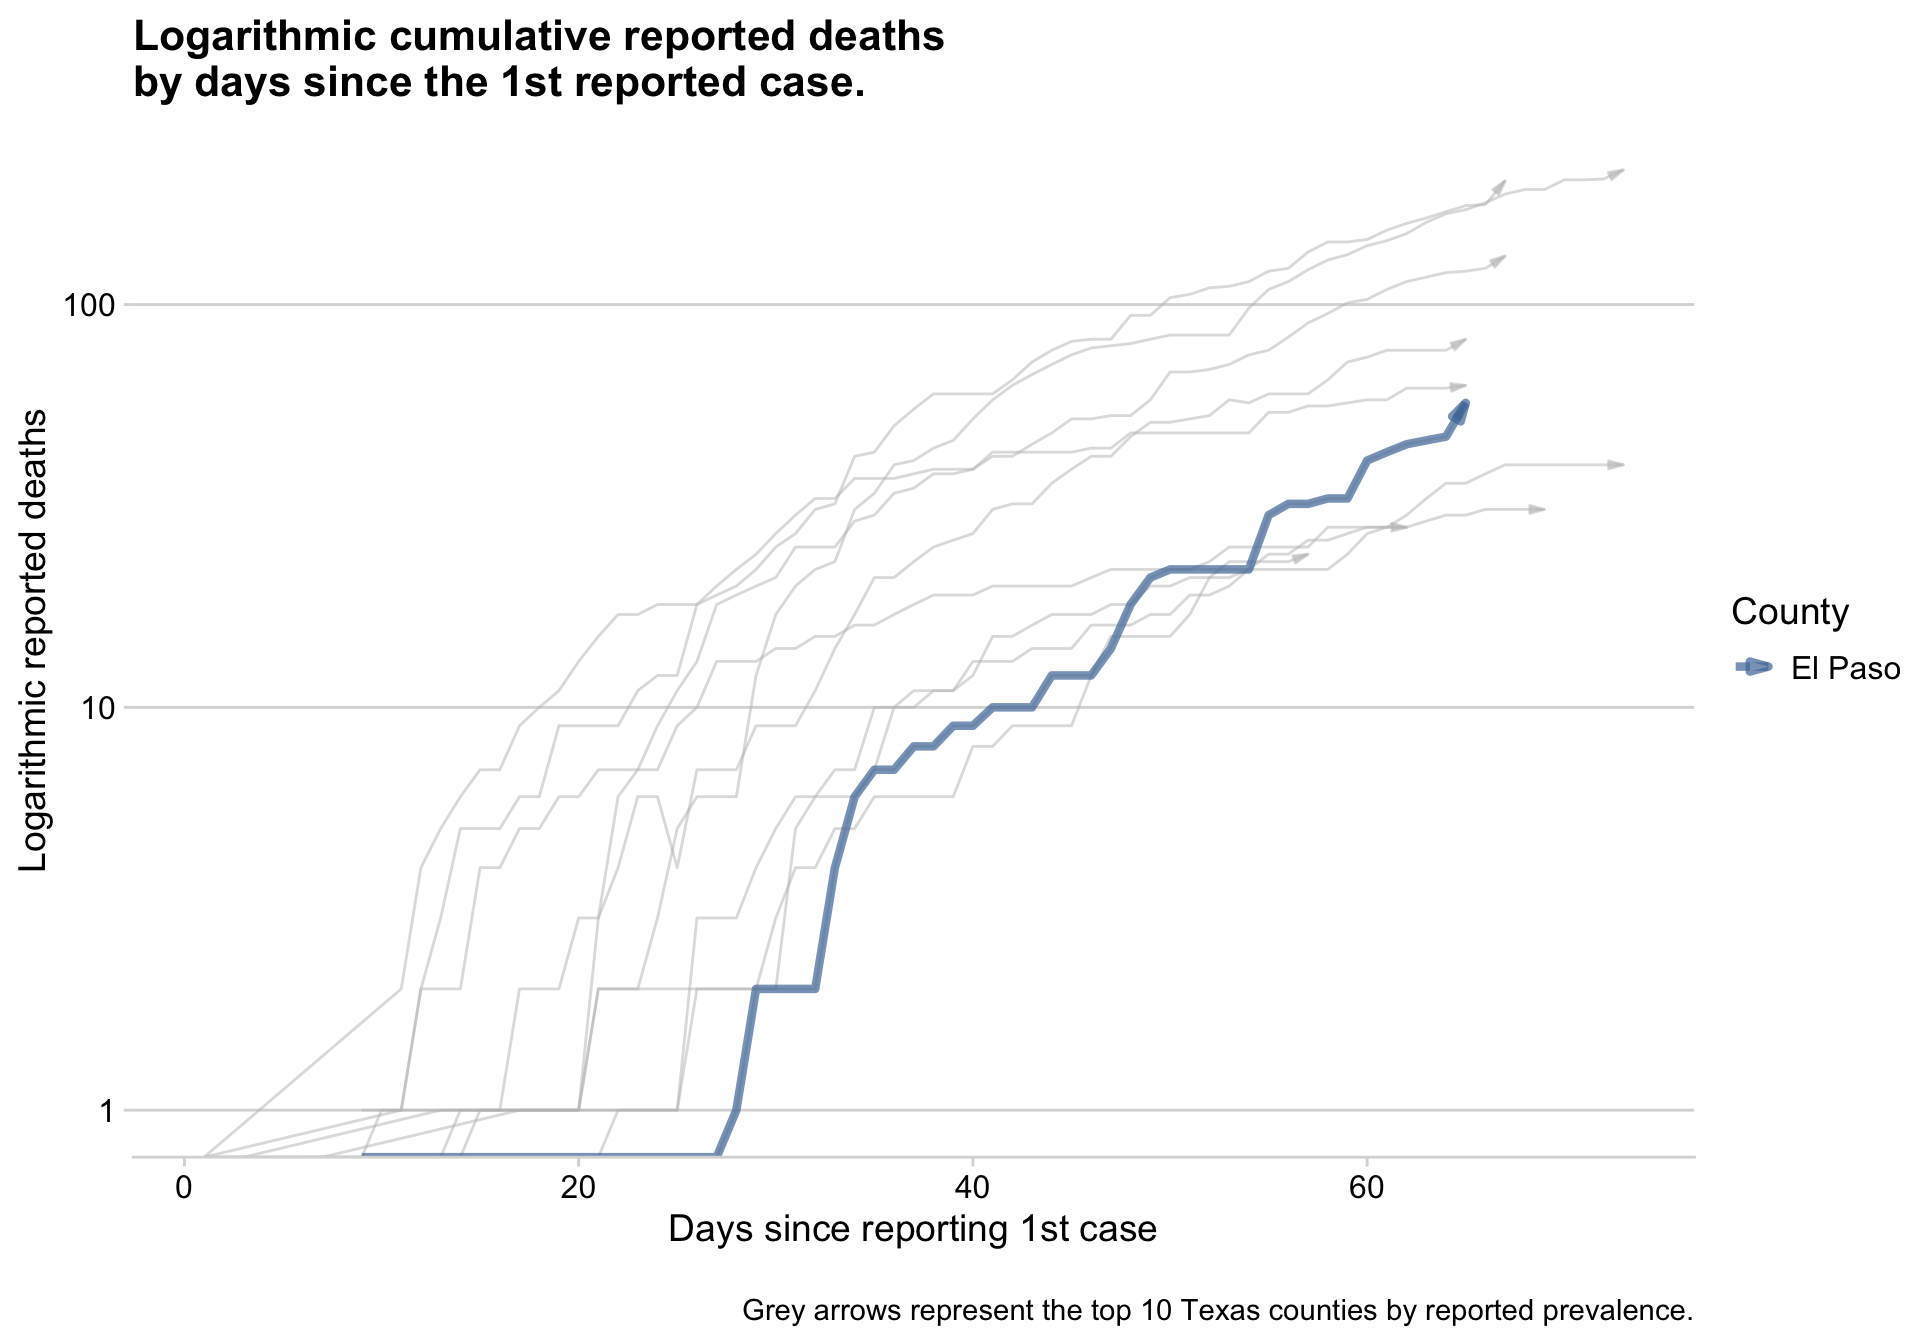 Logarithmic cumulative reported deaths
by days since the 1st reported case.
Logarithmic reported deaths
100
10
1
0
20
40
60
Days since reporting 1st case
County
El Paso
Grey arrows represent the top 10 Texas counties by reported prevalence.